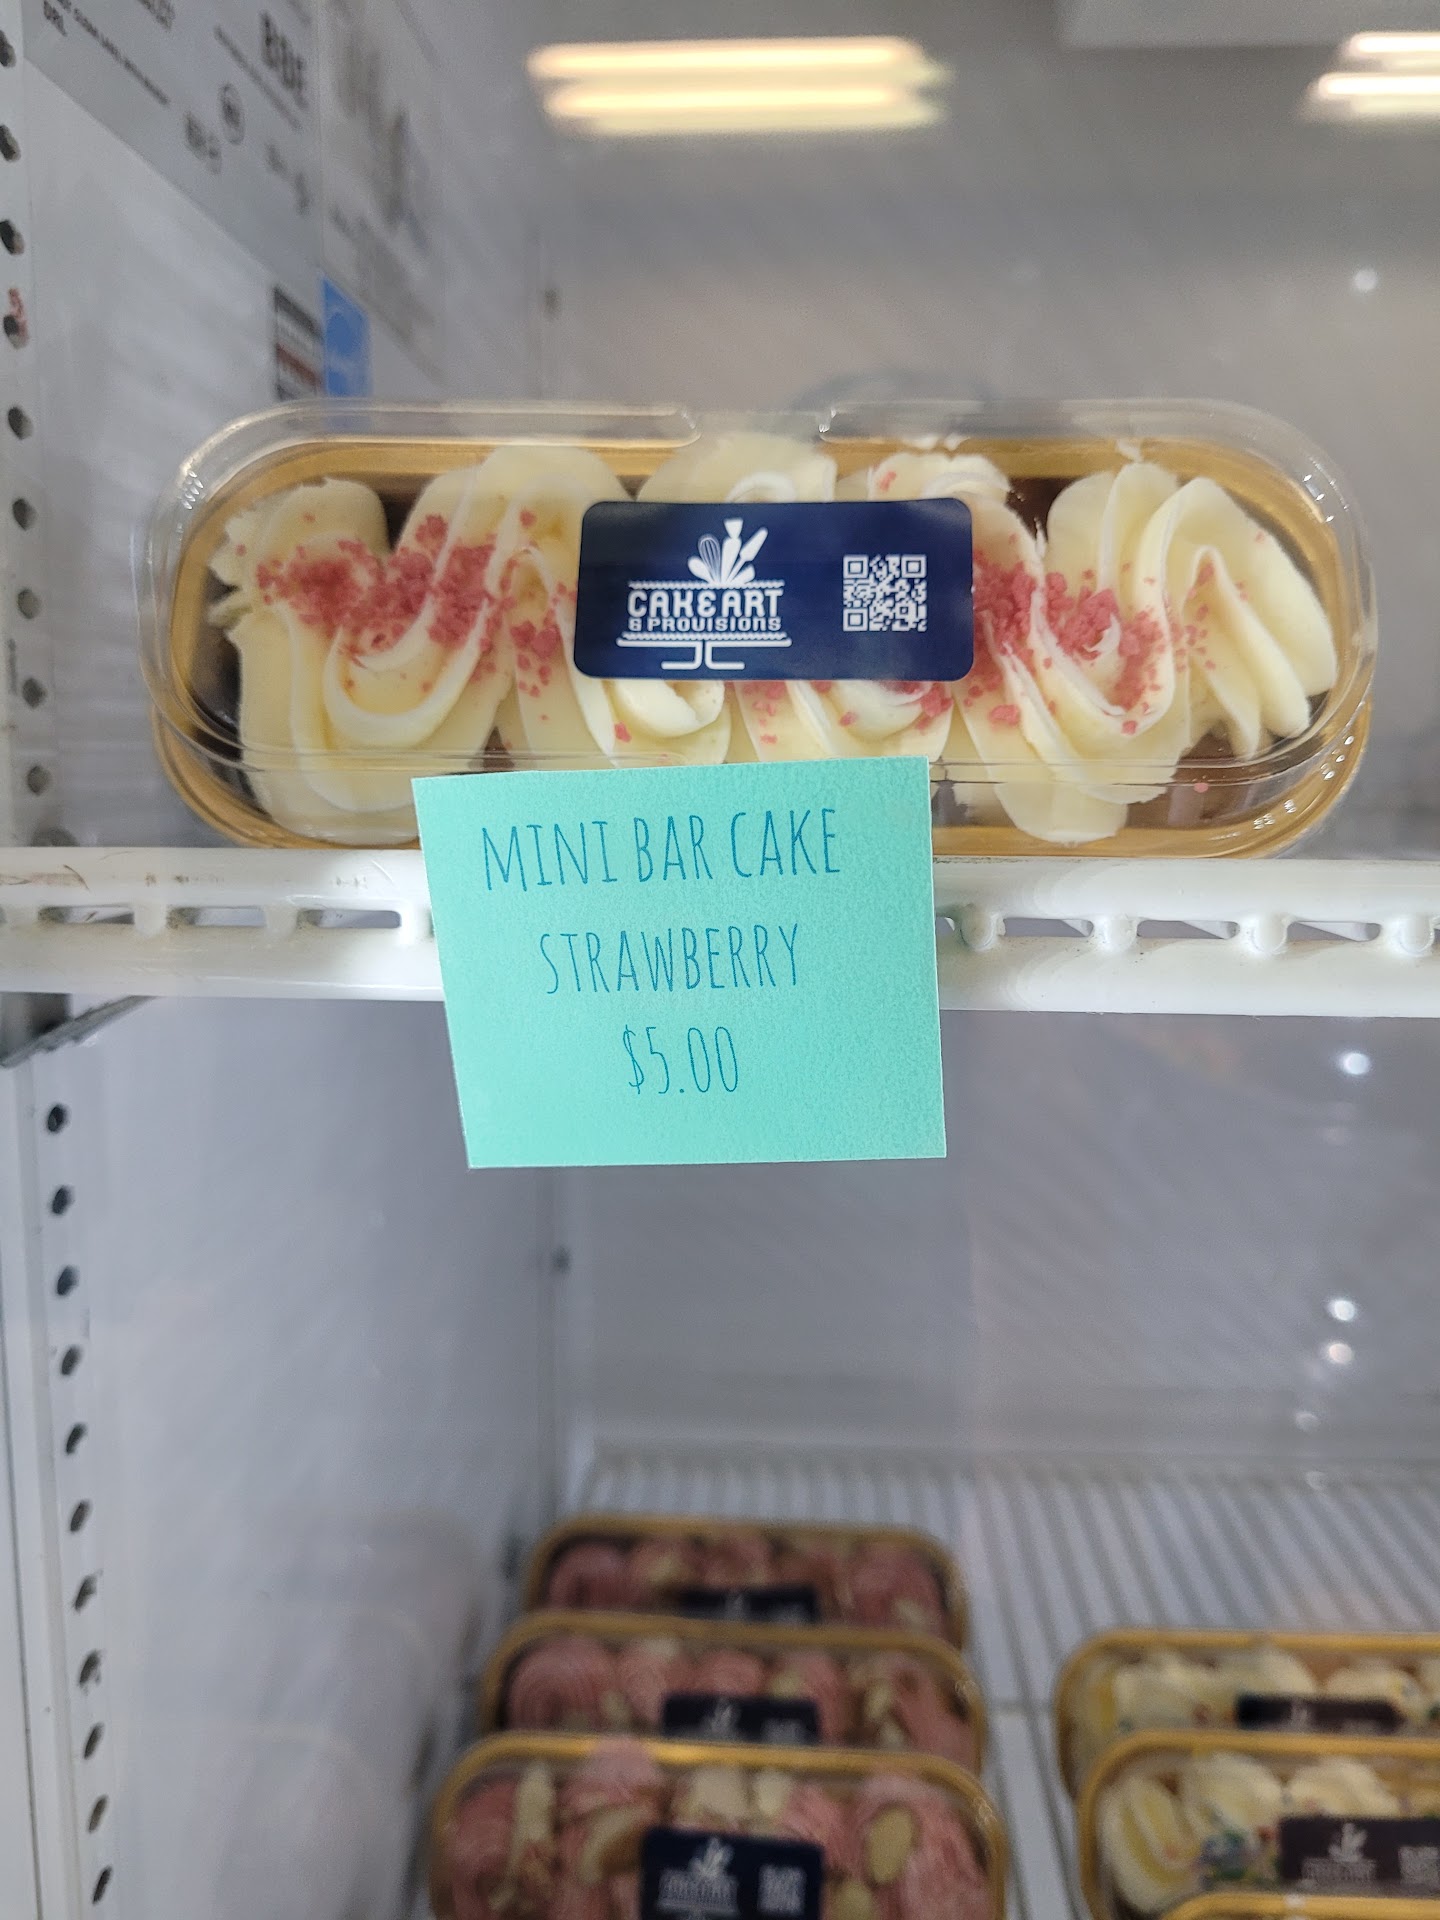 CAKE ART
& PROVISIONS
MINI BAR CAKE
STRAWBERRY
$5.00